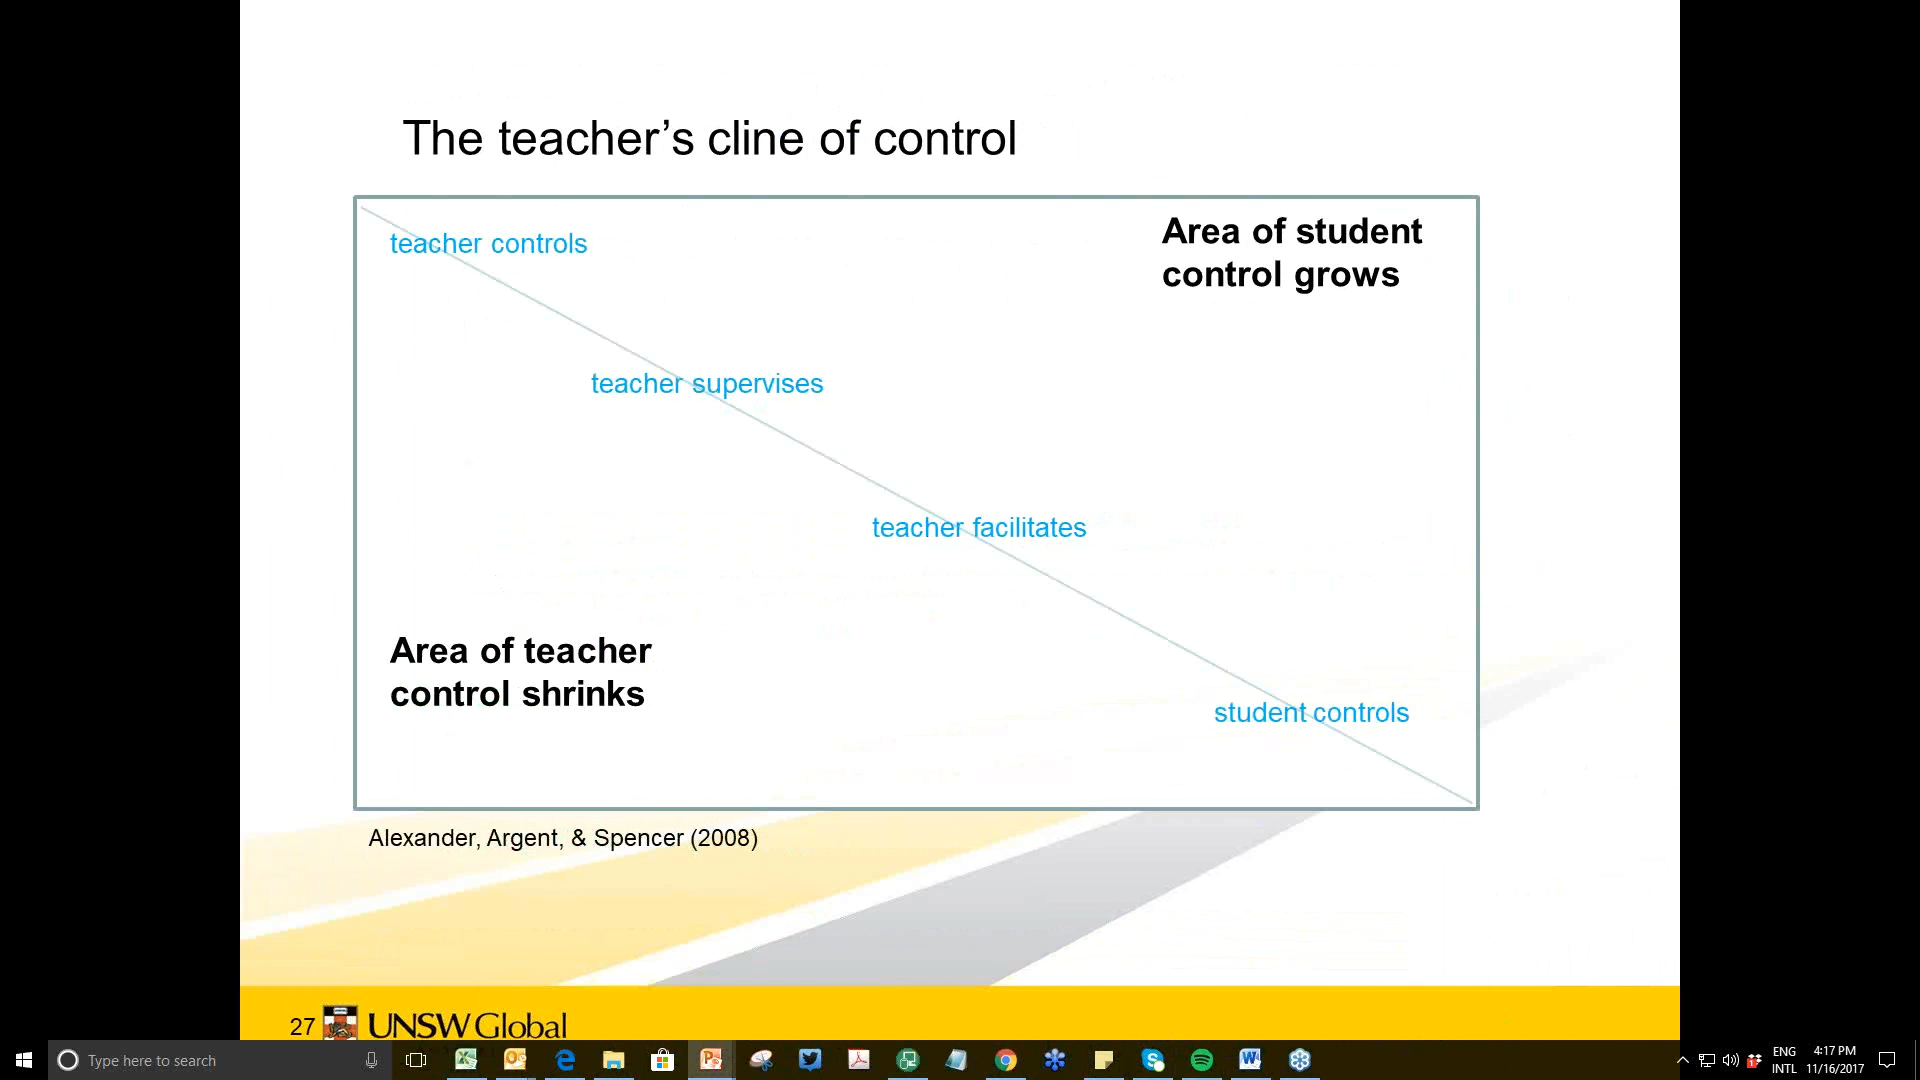 The teacher’s cline of control
teacher controls
Area of student
control grows
teacher supervises
teacher facilitates
Area of teacher
control shrinks
student controls
Alexander, Argent, & Spencer (2008)
27
UNSW Global
Type here to search
ENG
INTL
4:17 PM
11/16/2017